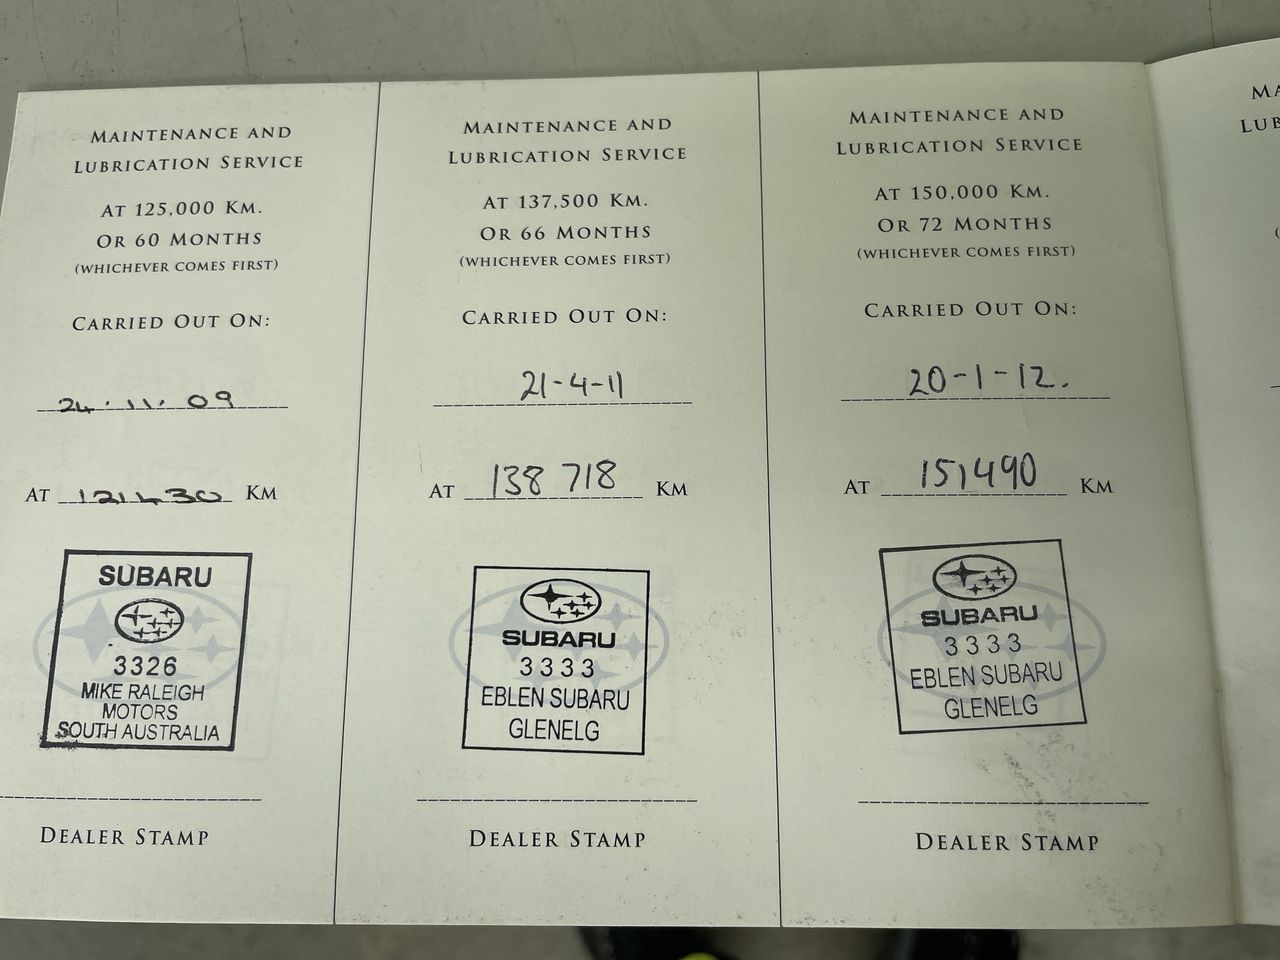 MAINTENANCE AND
LUBRICATION SERVICE
AT 125,000 KM.
OR 60 MONTHS
(WHICHEVER COMES FIRST)
CARRIED OUT ON:
24.11.09
AT 121430 KM
SUBARU
3326
MIKE RALEIGH
MOTORS
SOUTH AUSTRALIA
DEALER STAMP
MAINTENANCE AND
LUBRICATION SERVICE
AT 137,500 KM.
OR 66 MONTHS
(WHICHEVER COMES FIRST)
CARRIED OUT ON:
21-4-11
AT 138 718 KM
SUBARU
3333
EBLEN SUBARU
GLENELG
DEALER STAMP
MAINTENANCE AND
LUBRICATION SERVICE
AT 150,000 KM.
OR 72 MONTHS
(WHICHEVER COMES FIRST)
CARRIED OUT ON:
20-1-12.
AT 151490 KM
SUBARU
3333
EBLEN SUBARU
GLENELG
DEALER STAMP